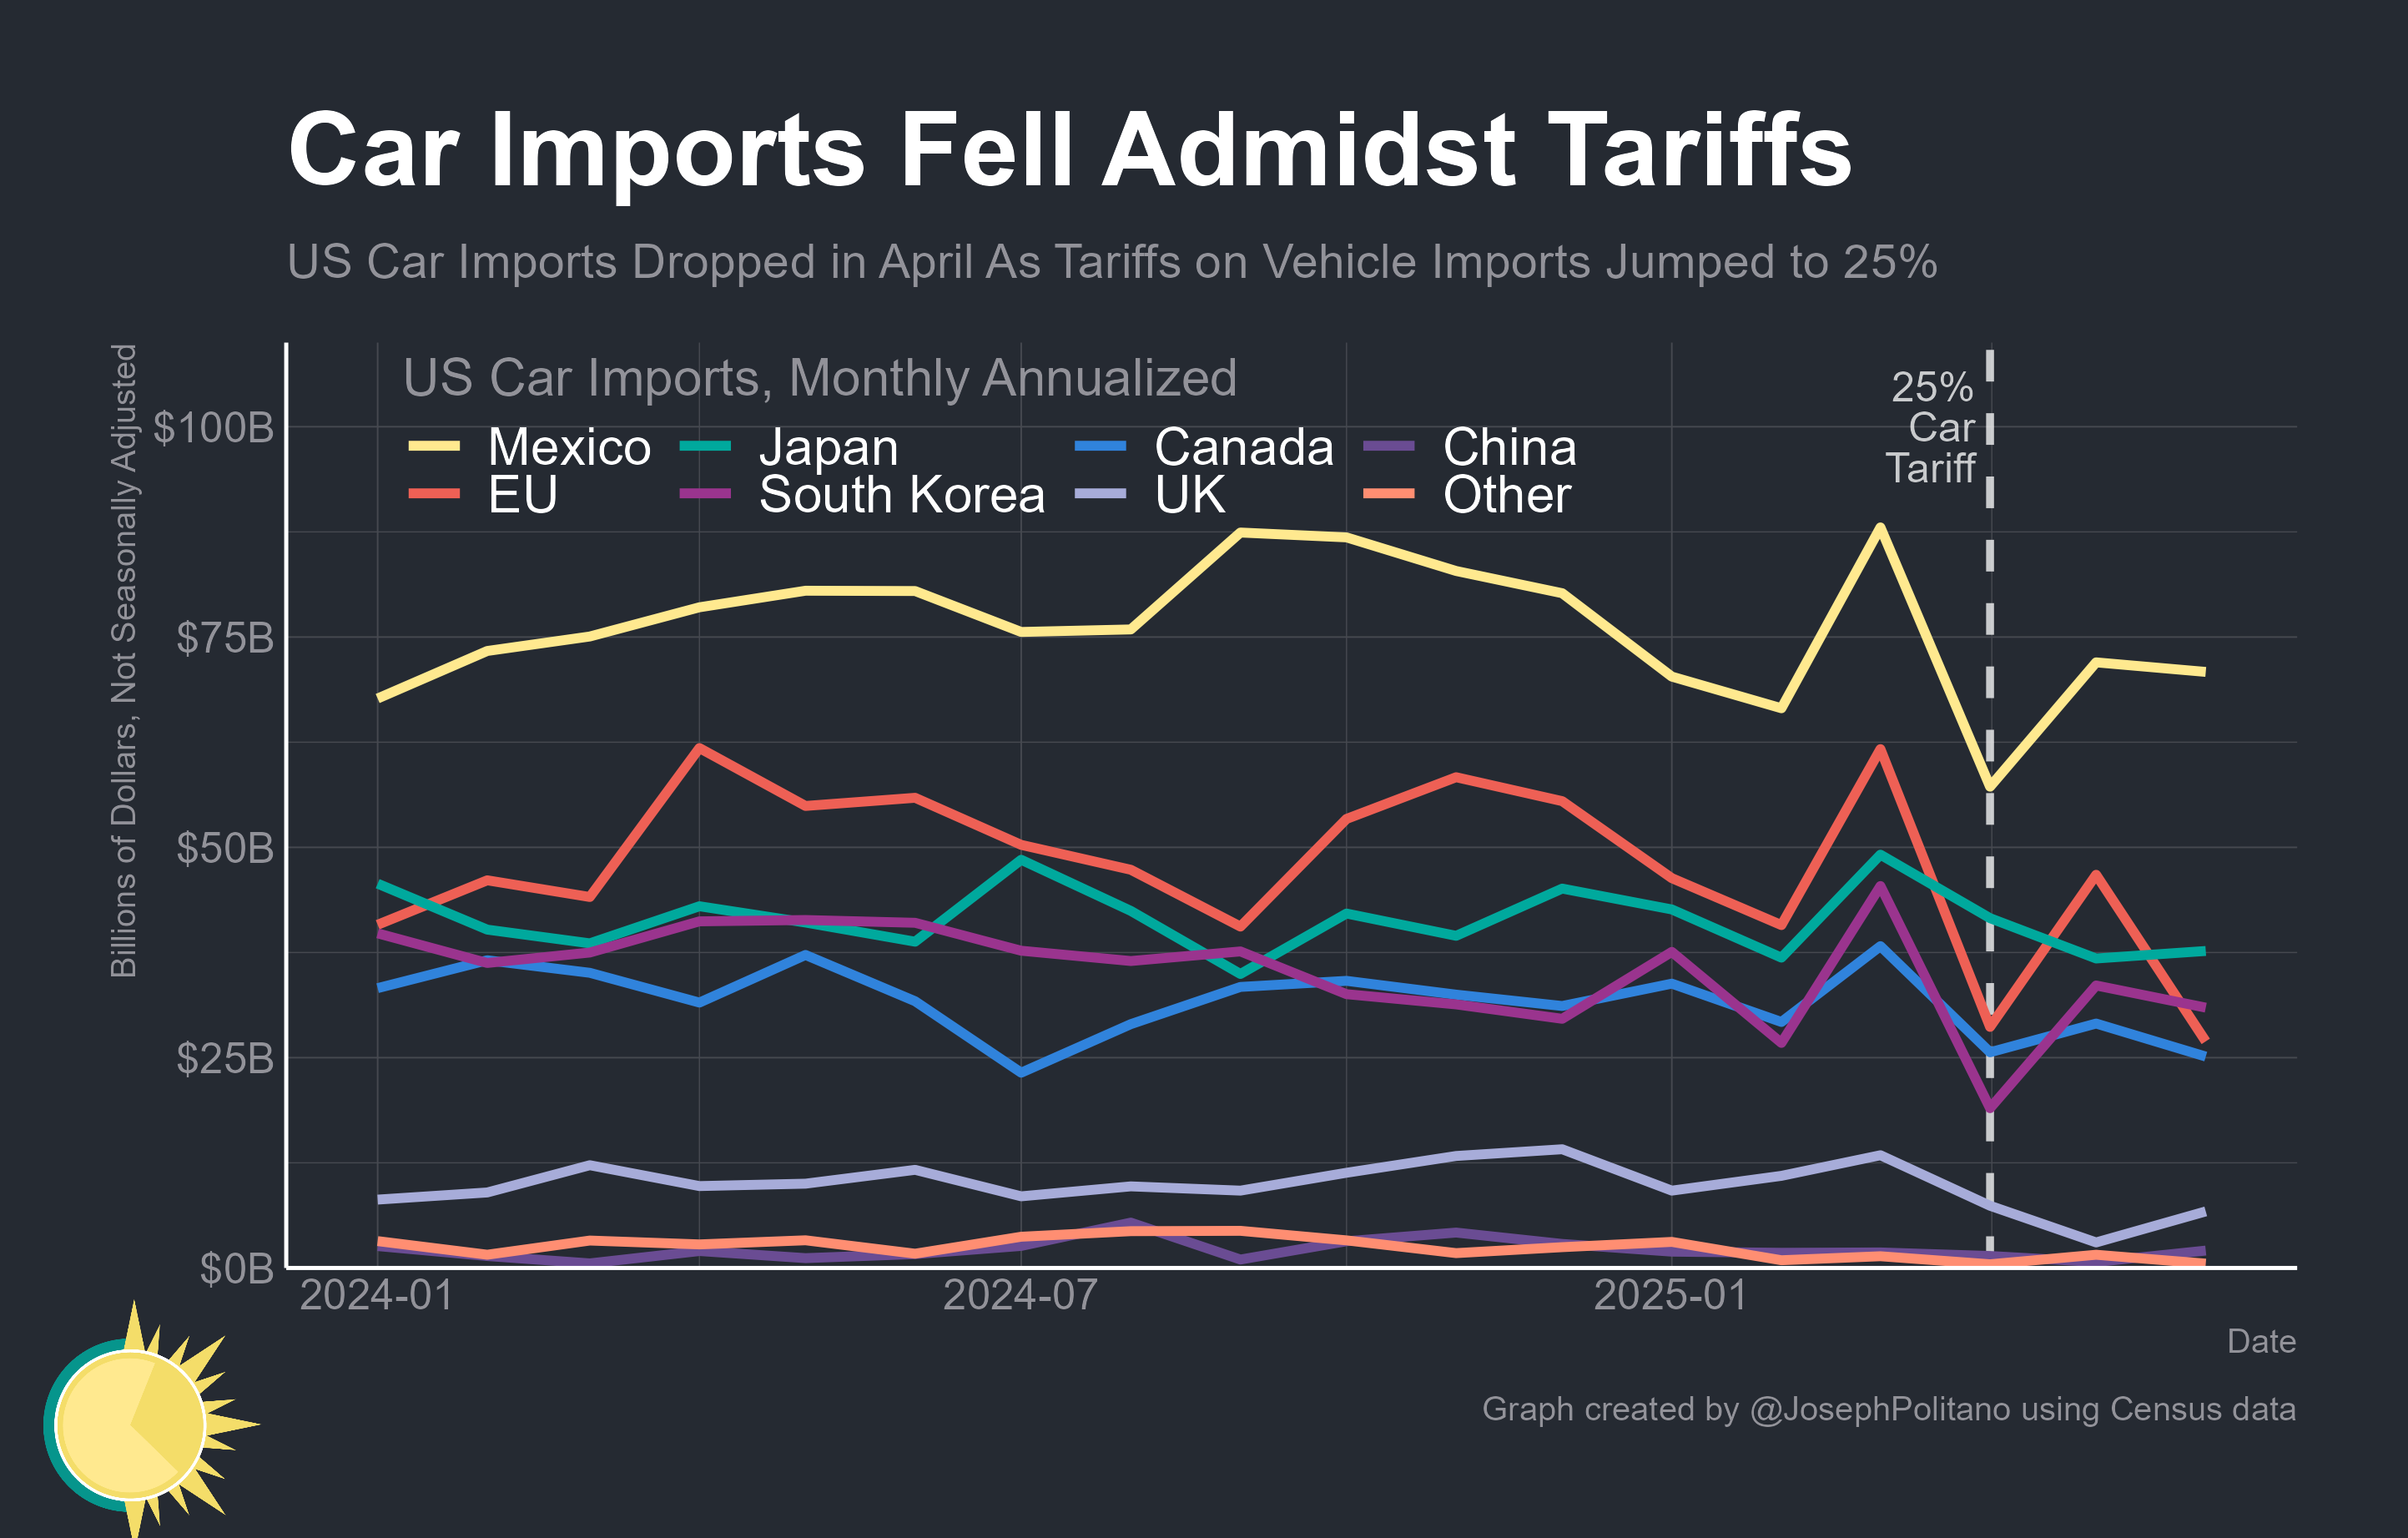 Car Imports Fell Admidst Tariffs
US Car Imports Dropped in April As Tariffs on Vehicle Imports Jumped to 25%
Billions of Dollars, Not Seasonally Adjusted
US Car Imports, Monthly Annualized
Mexico Japan Canada China
EU South Korea UK Other
25%
Car
Tariff
$100B
$75B
$50B
$25B
$0B
2024-01 2024-07 2025-01
Date
Graph created by @JosephPolitano using Census data